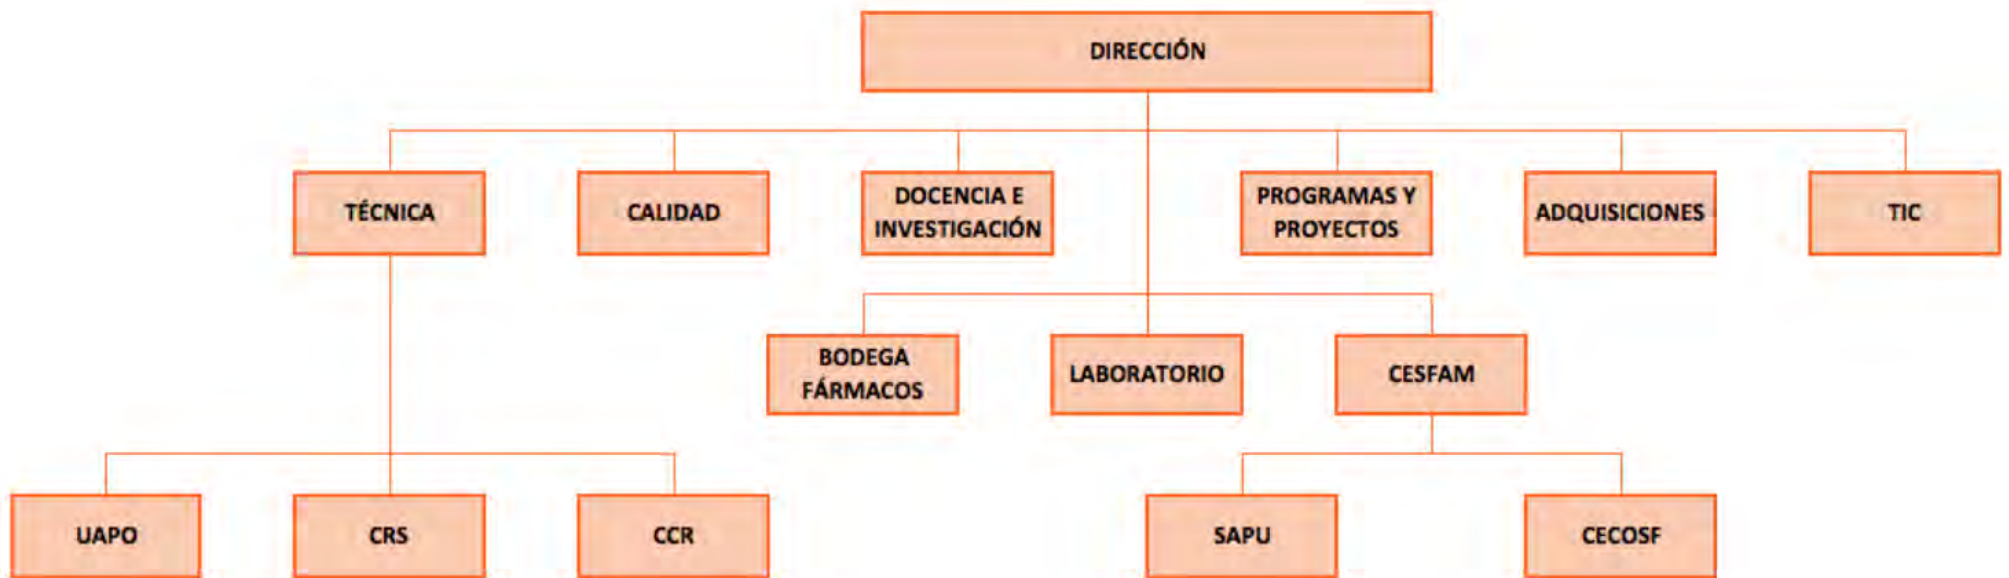 DIRECCIÓN
TÉCNICA
CALIDAD
DOCENCIA E
INVESTIGACIÓN
PROGRAMAS Y
PROYECTOS
ADQUISICIONES
TIC
BODEGA
FÁRMACOS
LABORATORIO
CESFAM
UAPO
CRS
CCR
SAPU
CECOSF